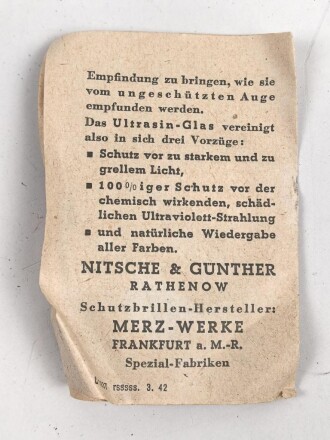 Empfindung zu bringen, wie sie
vom ungeschützten Auge
empfunden werden.
Das Ultrasin-Glas vereinigt
also in sich drei Vorzüge:
■ Schutz vor zu starkem und zu
grellem Licht,
■ 100%iger Schutz vor der
chemisch wirkenden, schäd-
lichen Ultraviolett-Strahlung
■ und natürliche Wiedergabe
aller Farben.
NITSCHE & GÜNTHER
RATHENOW
Schutzbrillen-Hersteller:
MERZ-WERKE
FRANKFURT a. M.-R.
Spezial-Fabriken
3. 42